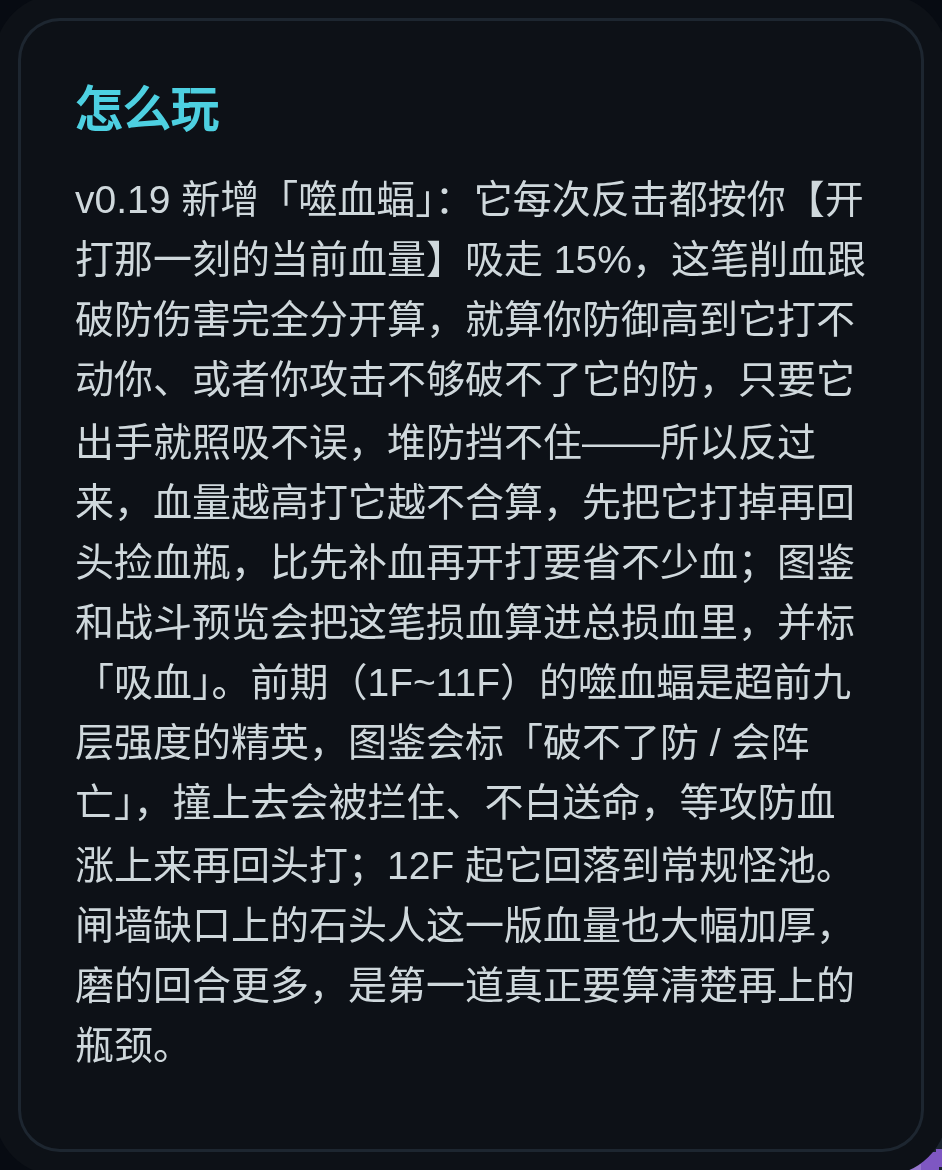 怎么玩
v0.19 新增「噬血蝠」：它每次反击都按你【开
打那一刻的当前血量】吸走 15%，这笔削血跟
破防伤害完全分开算，就算你防御高到它打不
动你、或者你攻击不够破不了它的防，只要它
出手就照吸不误，堆防挡不住——所以反过
来，血量越高打它越不合算，先把它打掉再回
头捡血瓶，比先补血再开打要省不少血；图鉴
和战斗预览会把这笔损血算进总损血里，并标
「吸血」。前期（1F~11F）的噬血蝠是超前九
层强度的精英，图鉴会标「破不了防 / 会阵
亡」，撞上去会被拦住、不白送命，等攻防血
涨上来再回头打；12F 起它回落到常规怪池。
闸墙缺口上的石头人这一版血量也大幅加厚，
磨的回合更多，是第一道真正要算清楚再上的
瓶颈。